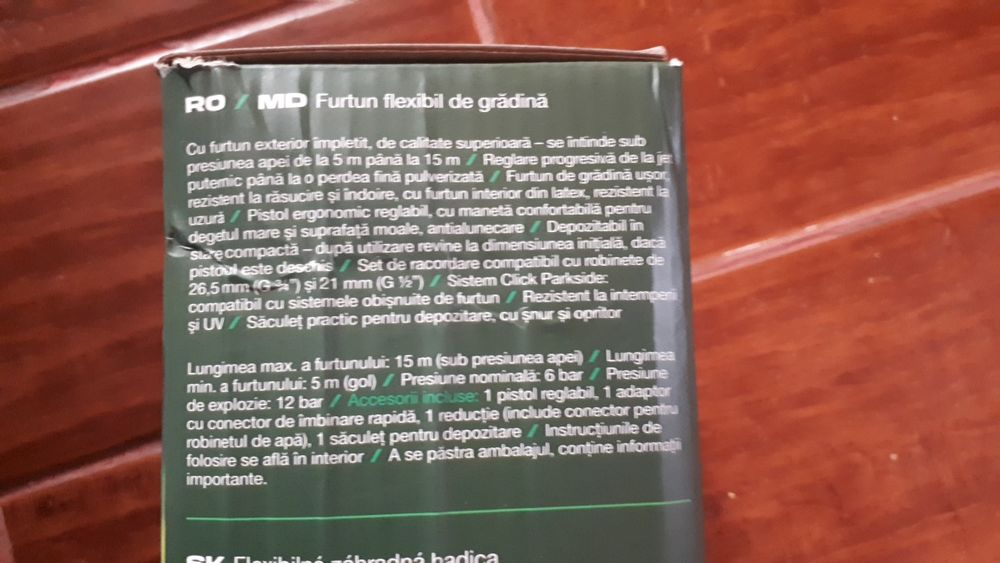 RO / MD Furtun flexibil de grădină
Cu furtun exterior împletit, de calitate superioară – se întinde sub
presiunea apei de la 5 m până la 15 m / Reglare progresivă de la jet
puternic până la o perdea fină pulverizată / Furtun de grădină ușor,
rezistent la răsucire și îndoire, cu furtun interior din latex, rezistent la
uzură / Pistol ergonomic reglabil, cu manetă confortabilă pentru
degetul mare și suprafață moale, antialunecare / Depozitabil în
stare compactă – după utilizare revine la dimensiunea inițială, dacă
pistolul este deschis / Set de racordare compatibil cu robinete de
26,5 mm (G ¾") și 21 mm (G ½") / Sistem Click Parkside:
compatibil cu sistemele obișnuite de furtun / Rezistent la intemperii
și UV / Săculeț practic pentru depozitare, cu șnur și opritor
Lungimea max. a furtunului: 15 m (sub presiunea apei) / Lungimea
min. a furtunului: 5 m (gol) / Presiune nominală: 6 bar / Presiune
de explozie: 12 bar / Accesorii incluse: 1 pistol reglabil, 1 adaptor
cu conector de îmbinare rapidă, 1 reducție (include conector pentru
robinetul de apă), 1 săculeț pentru depozitare / Instrucțiunile de
folosire se află în interior / A se păstra ambalajul, conține informații
importante.
SK Flexibilná záhradná hadica